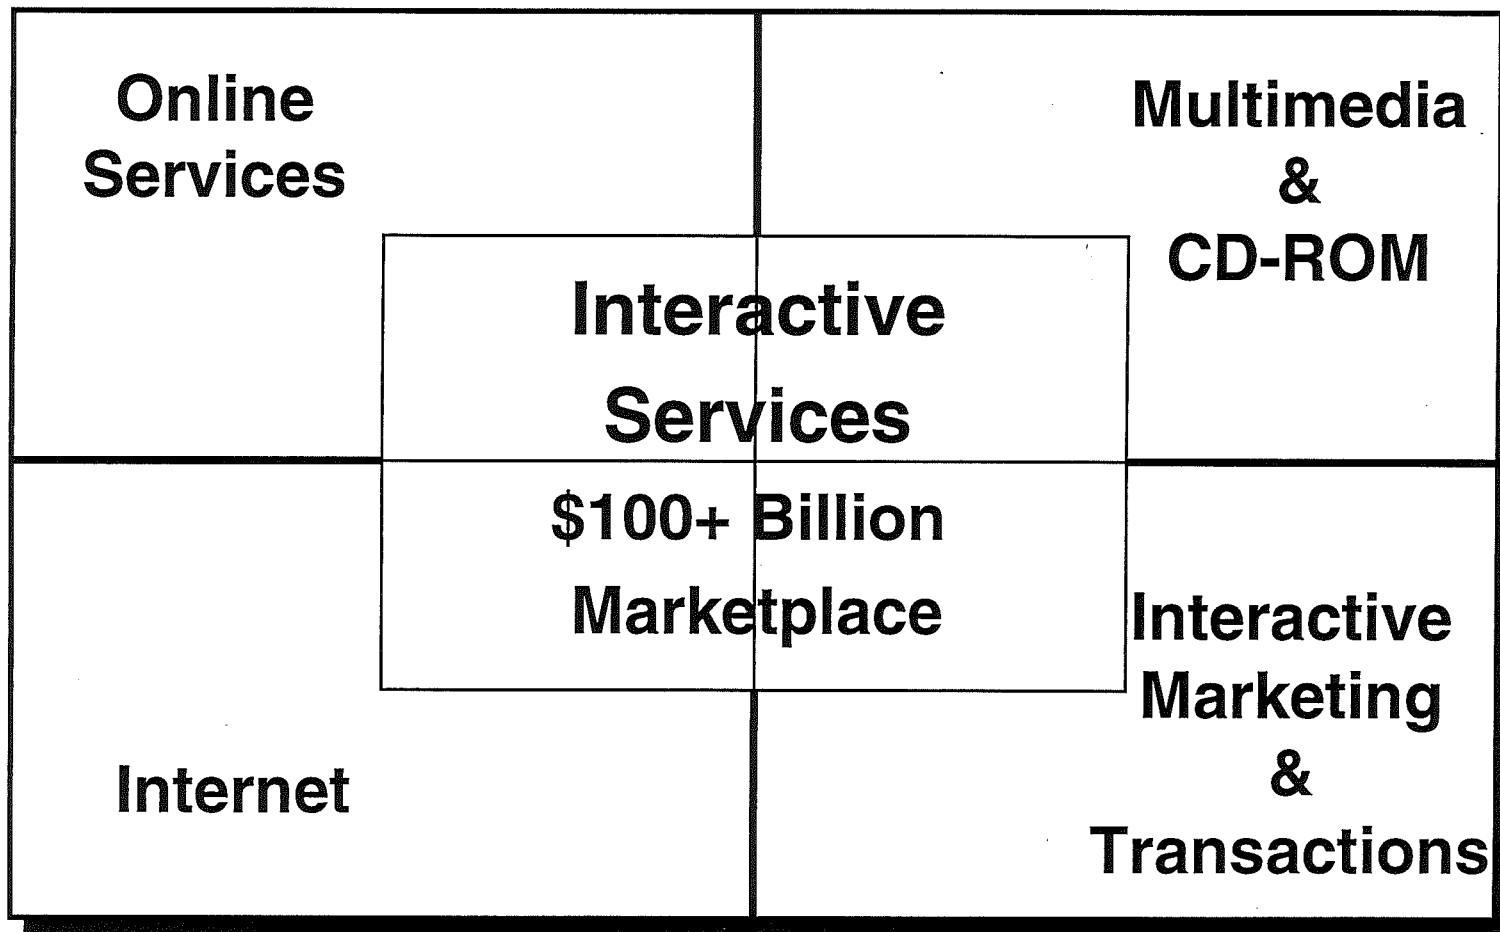 Online
Services
Multimedia
&
CD-ROM
Interactive
Services
$100+ Billion
Marketplace
Internet
Interactive
Marketing
&
Transactions